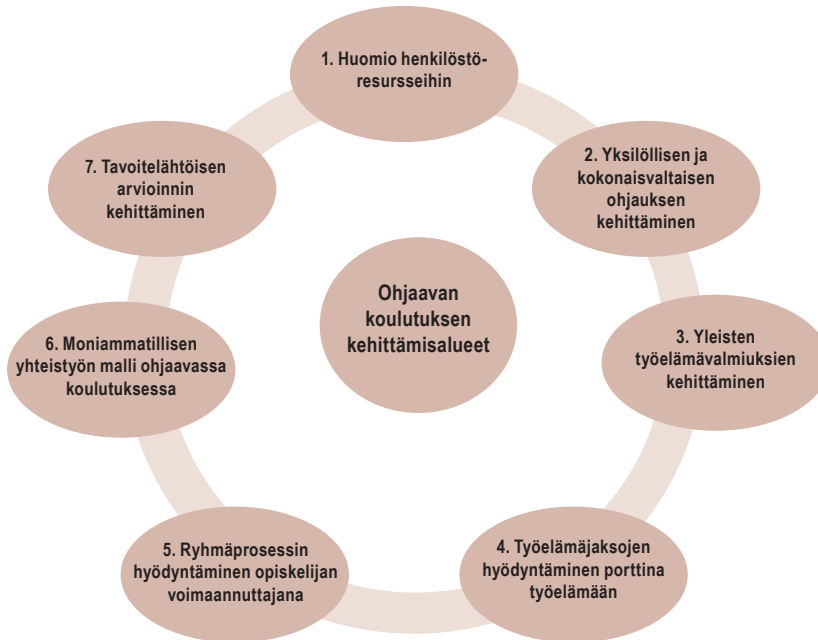 1. Huomio henkilöstö-
resursseihin
2. Yksilöllisen ja
kokonaisvaltaisen
ohjauksen
kehittäminen
3. Yleisten
työelämävalmiuksien
kehittäminen
4. Työelämäjaksojen
hyödyntäminen porttina
työelämään
5. Ryhmäprosessin
hyödyntäminen opiskelijan
voimaannuttajana
6. Moniammatillisen
yhteistyön malli ohjaavassa
koulutuksessa
7. Tavoitelähtöisen
arvioinnin
kehittäminen
Ohjaavan
koulutuksen
kehittämisalueet